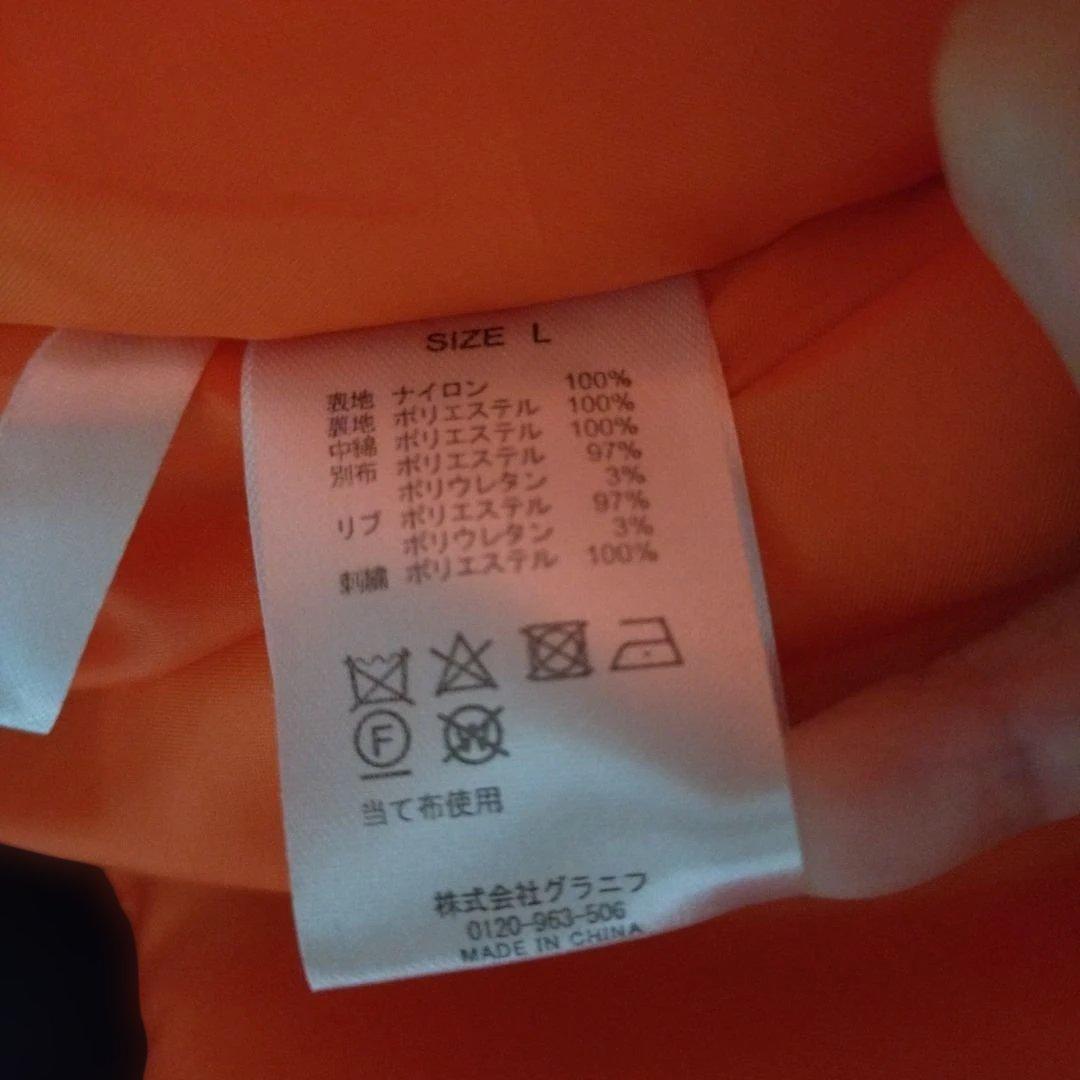 SIZE L
表地 ナイロン 100%
裏地 ポリエステル 100%
中綿 ポリエステル 100%
別布 ポリエステル 97%
ポリウレタン 3%
リブ ポリエステル 97%
ポリウレタン 3%
刺繍 ポリエステル 100%
F W
当て布使用
株式会社グラニフ
0120-963-506
MADE IN CHINA